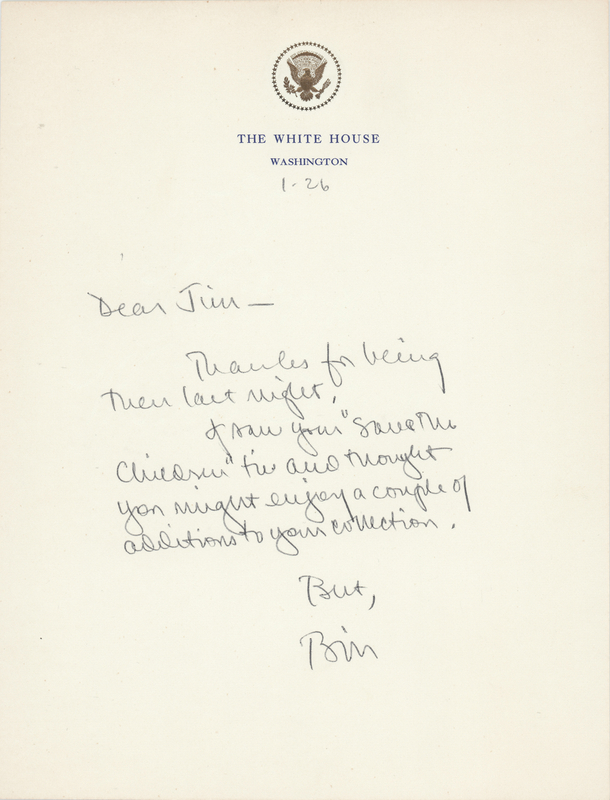 THE WHITE HOUSE
WASHINGTON
1-26
Dear Jim —
Thanks for being
there last night.
I saw your "Save the
Children" tie and thought
you might enjoy a couple of
additions to your collection.
Best,
Bill